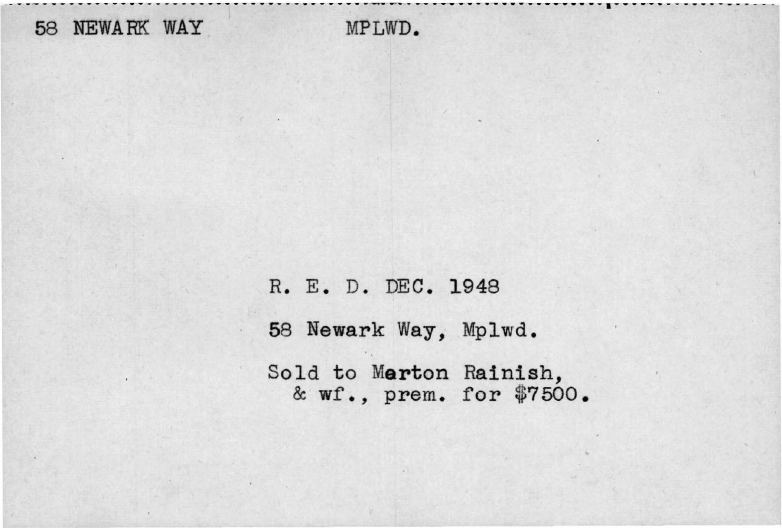 58 NEWARK WAY MPLWD.
R. E. D. DEC. 1948
58 Newark Way, Mplwd.
Sold to Merton Rainish,
& wf., prem. for $7500.